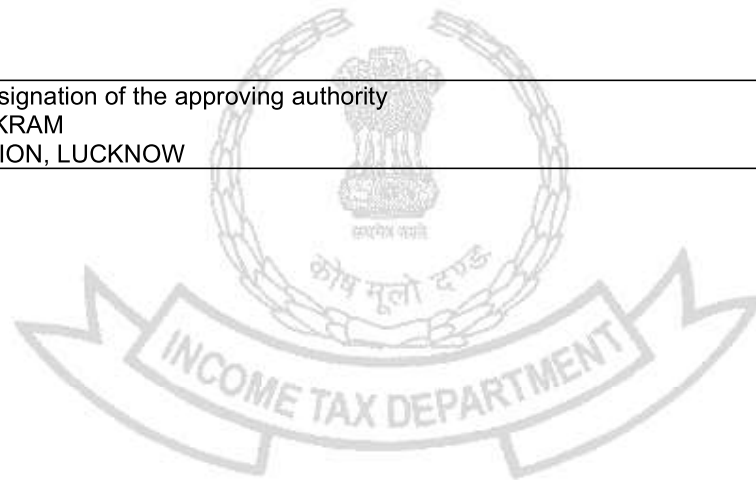 signation of the approving authority
KRAM
ION, LUCKNOW
सत्यमेव जयते
कोष मूलो दण्डः
INCOME TAX DEPARTMENT